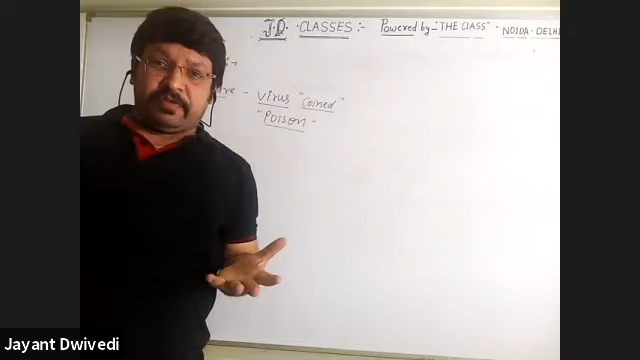 J.D. CLASSES :- Powered by - "THE CLASS" - NOIDA - DELHI
- virus "coined"
"Poison -
Jayant Dwivedi